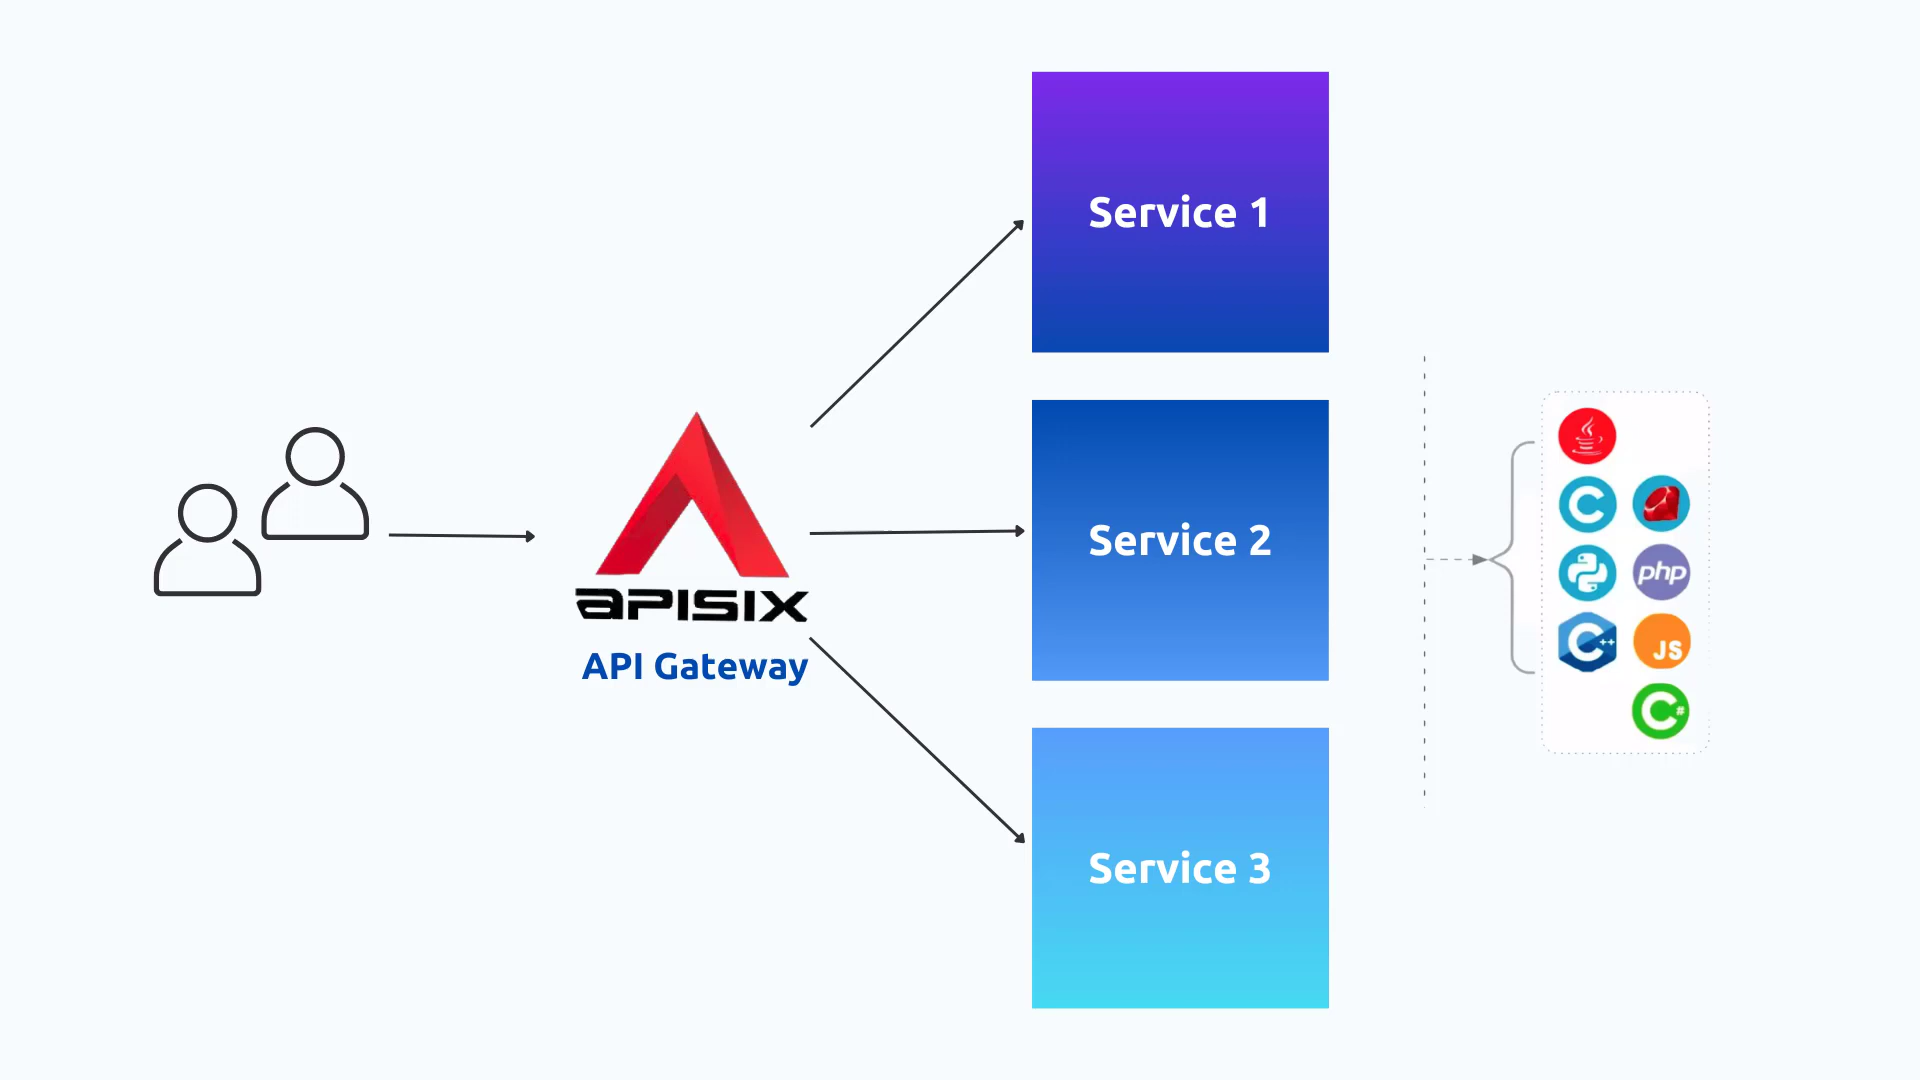 Service 1
APISIX
API Gateway
Service 2
Service 3
C
php
C++
JS
C#